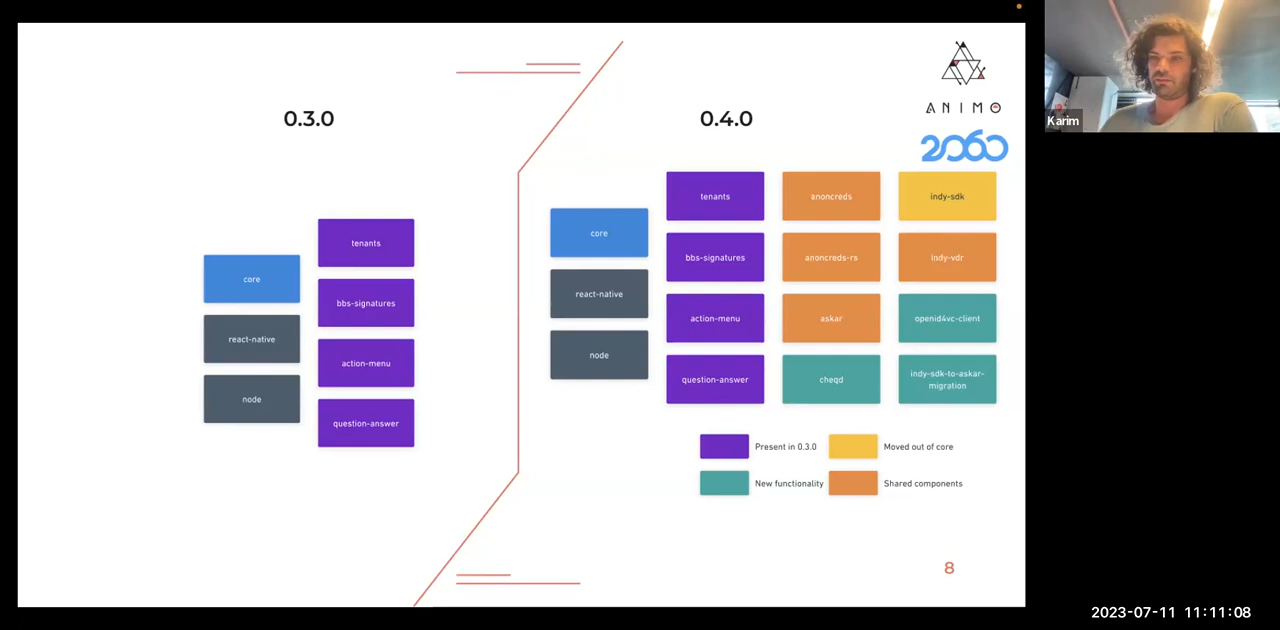 0.3.0
core
react-native
node
tenants
bbs-signatures
action-menu
question-answer
0.4.0
core
react-native
node
tenants
bbs-signatures
action-menu
question-answer
anoncreds
anoncreds-rs
askar
cheqd
indy-sdk
indy-vdr
openid4vc-client
indy-sdk-to-askar-
migration
Present in 0.3.0
Moved out of core
New functionality
Shared components
ANIMO
2060
8
Karim
2023-07-11 11:11:08